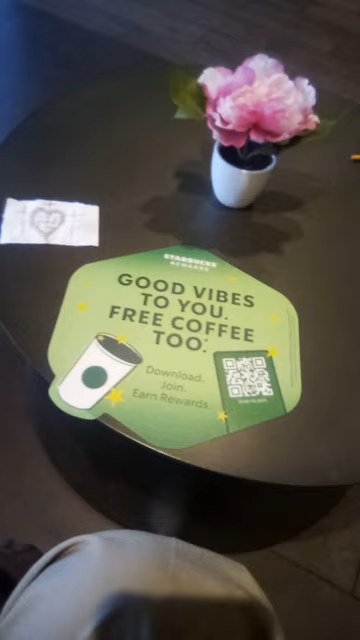 STARBUCKS
REWARDS
GOOD VIBES
TO YOU.
FREE COFFEE
TOO.
Download.
Join.
Earn Rewards.